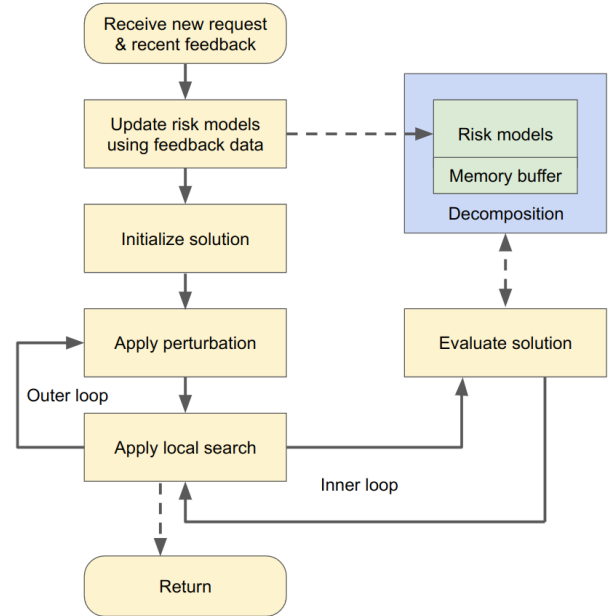 Receive new request
& recent feedback
Update risk models
using feedback data
Risk models
Memory buffer
Decomposition
Initialize solution
Apply perturbation
Evaluate solution
Outer loop
Apply local search
Inner loop
Return